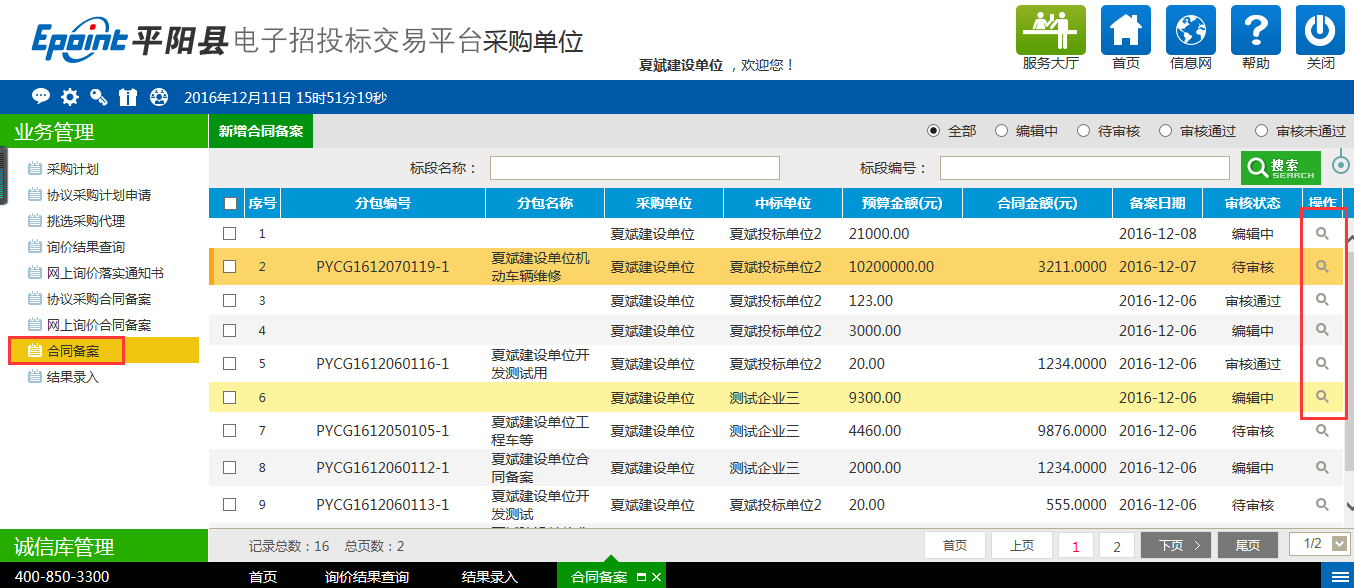 Epoint 平阳县 电子招投标交易平台采购单位
夏斌建设单位 ，欢迎您！
服务大厅 首页 信息网 帮助 关闭
2016年12月11日 15时51分19秒
业务管理
采购计划
协议采购计划申请
挑选采购代理
询价结果查询
网上询价落实通知书
协议采购合同备案
网上询价合同备案
合同备案
结果录入
诚信库管理
新增合同备案 全部 编辑中 待审核 审核通过 审核未通过
标段名称： 标段编号： 搜索 SEARCH
序号 分包编号 分包名称 采购单位 中标单位 预算金额(元) 合同金额(元) 备案日期 审核状态 操作
1 夏斌建设单位 夏斌投标单位2 21000.00 2016-12-08 编辑中
2 PYCG1612070119-1 夏斌建设单位机动车辆维修 夏斌建设单位 夏斌投标单位2 10200000.00 3211.0000 2016-12-07 待审核
3 夏斌建设单位 夏斌投标单位2 123.00 2016-12-06 审核通过
4 夏斌建设单位 夏斌投标单位2 3000.00 2016-12-06 编辑中
5 PYCG1612060116-1 夏斌建设单位开发测试用 夏斌建设单位 夏斌投标单位2 20.00 1234.0000 2016-12-06 审核通过
6 夏斌建设单位 测试企业三 9300.00 2016-12-06 编辑中
7 PYCG1612050105-1 夏斌建设单位工程车等 夏斌建设单位 测试企业三 4460.00 9876.0000 2016-12-06 待审核
8 PYCG1612060112-1 夏斌建设单位合同备案 夏斌建设单位 测试企业三 2000.00 1234.0000 2016-12-06 编辑中
9 PYCG1612060113-1 夏斌建设单位开发测试 夏斌建设单位 夏斌投标单位2 20.00 555.0000 2016-12-06 待审核
记录总数：16 总页数：2 首页 上页 1 2 下页 尾页 1/2
400-850-3300 首页 询价结果查询 结果录入 合同备案